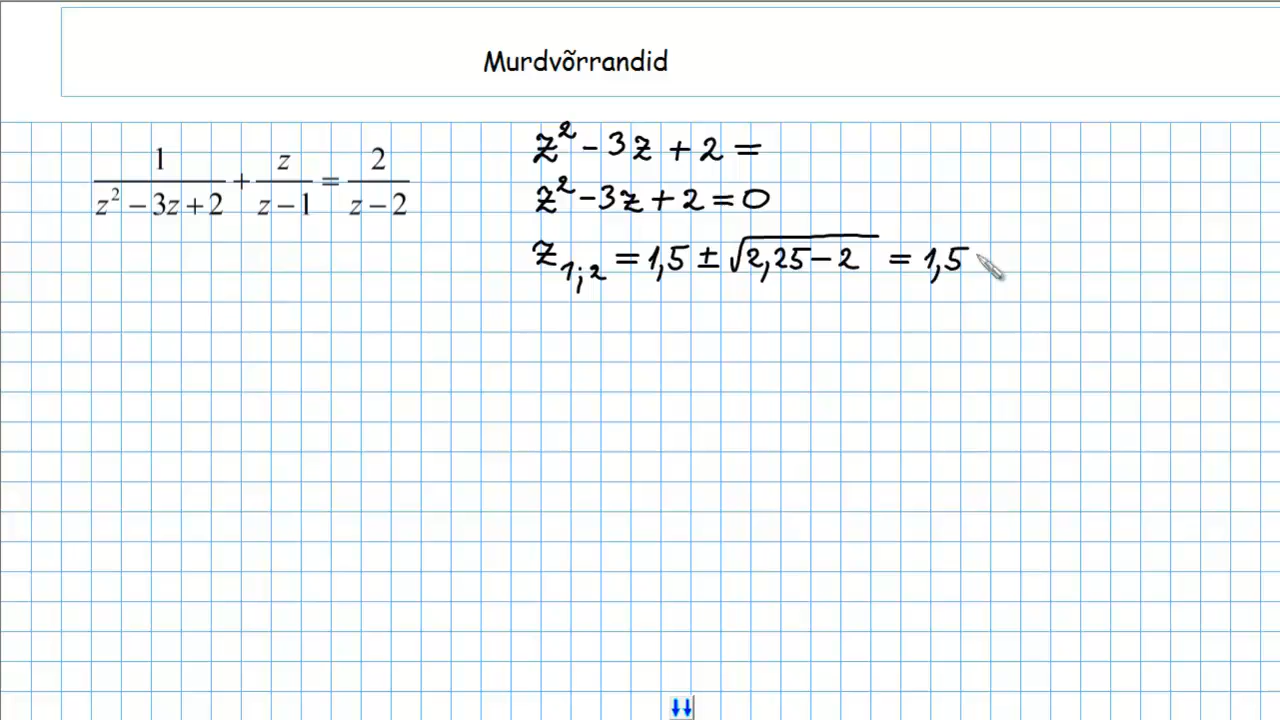 Murdvõrrandid
1/(z² − 3z + 2) + z/(z − 1) = 2/(z − 2)
z² − 3z + 2 =
z² − 3z + 2 = 0
z₁;₂ = 1,5 ± √(2,25 − 2) = 1,5